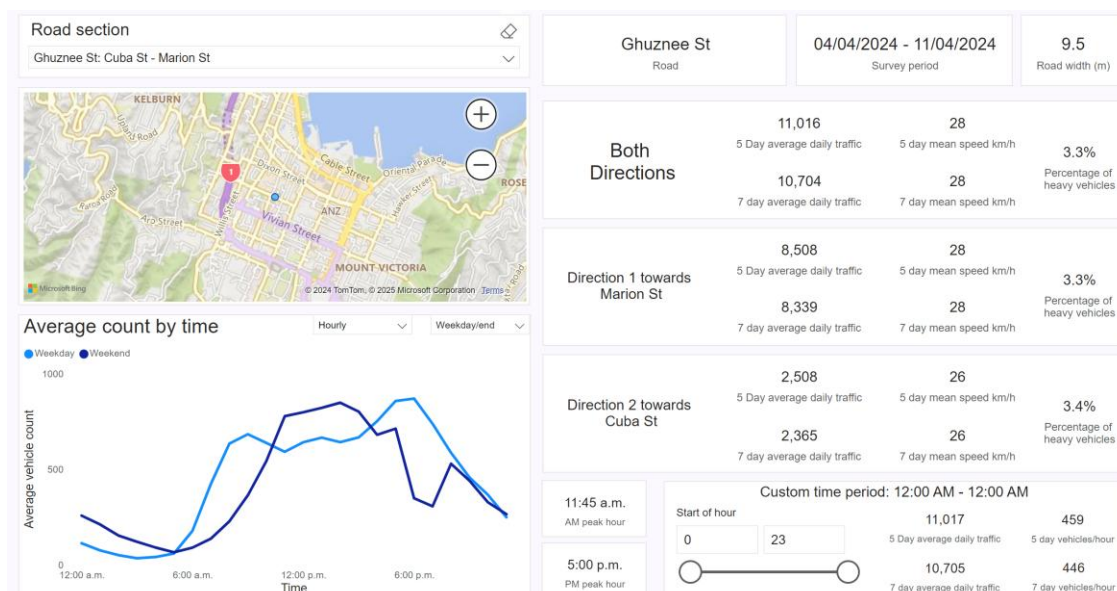 Road section
Ghuznee St: Cuba St - Marion St
KELBURN
Upland Road
1
Dixon Street
Cable Street
Oriental Parade
ROSE
Hawker Street
ANZ
Aro Street
Willis Street
Vivian Street
MOUNT VICTORIA
Microsoft Bing
© 2024 TomTom, © 2025 Microsoft Corporation Terms
Average count by time
Hourly
Weekday/end
Weekday Weekend
1000
500
0
Average vehicle count
12:00 a.m. 6:00 a.m. 12:00 p.m. 6:00 p.m.
Time
Ghuznee St
Road
04/04/2024 - 11/04/2024
Survey period
9.5
Road width (m)
Both
Directions
11,016
5 Day average daily traffic
28
5 day mean speed km/h
10,704
7 day average daily traffic
28
7 day mean speed km/h
3.3%
Percentage of
heavy vehicles
Direction 1 towards
Marion St
8,508
5 Day average daily traffic
28
5 day mean speed km/h
8,339
7 day average daily traffic
28
7 day mean speed km/h
3.3%
Percentage of
heavy vehicles
Direction 2 towards
Cuba St
2,508
5 Day average daily traffic
26
5 day mean speed km/h
2,365
7 day average daily traffic
26
7 day mean speed km/h
3.4%
Percentage of
heavy vehicles
11:45 a.m.
AM peak hour
5:00 p.m.
PM peak hour
Custom time period: 12:00 AM - 12:00 AM
Start of hour
0
23
11,017
5 Day average daily traffic
459
5 day vehicles/hour
10,705
7 day average daily traffic
446
7 day vehicles/hour